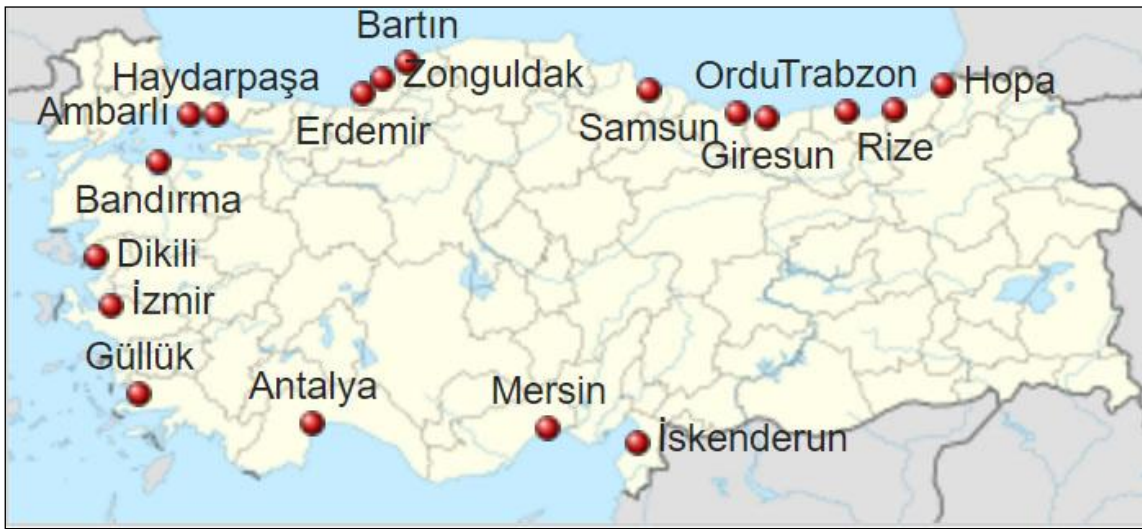 Bartın
Haydarpaşa
Zonguldak
Ordu
Trabzon
Hopa
Ambarlı
Erdemir
Samsun
Giresun
Rize
Bandırma
Dikili
İzmir
Güllük
Antalya
Mersin
İskenderun